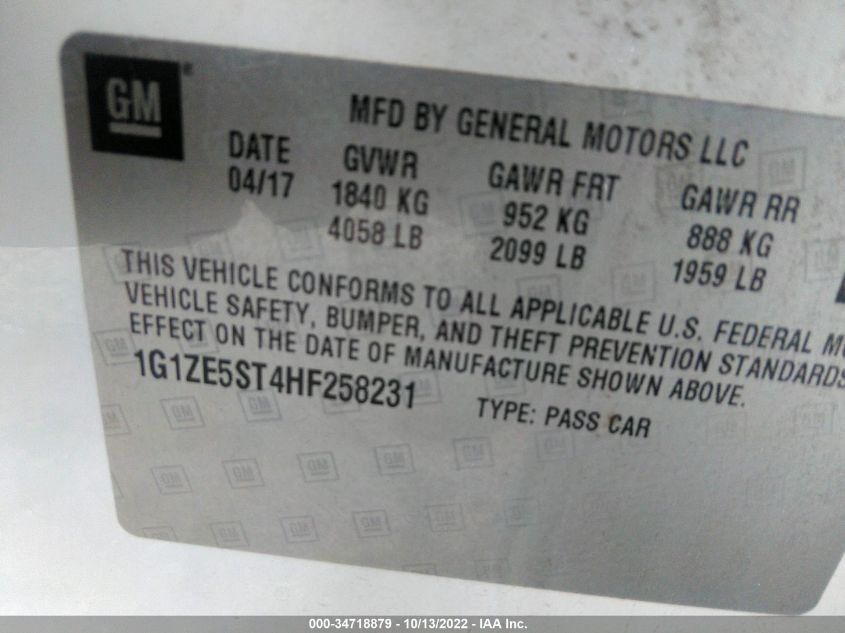 GM®
MFD BY GENERAL MOTORS LLC
DATE GVWR GAWR FRT GAWR RR
04/17 1840 KG 952 KG 888 KG
4058 LB 2099 LB 1959 LB
THIS VEHICLE CONFORMS TO ALL APPLICABLE U.S. FEDERAL
VEHICLE SAFETY, BUMPER, AND THEFT PREVENTION STANDARDS
EFFECT ON THE DATE OF MANUFACTURE SHOWN ABOVE.
1G1ZE5ST4HF258231 TYPE: PASS CAR
000-34718879 - 10/13/2022 - IAA Inc.